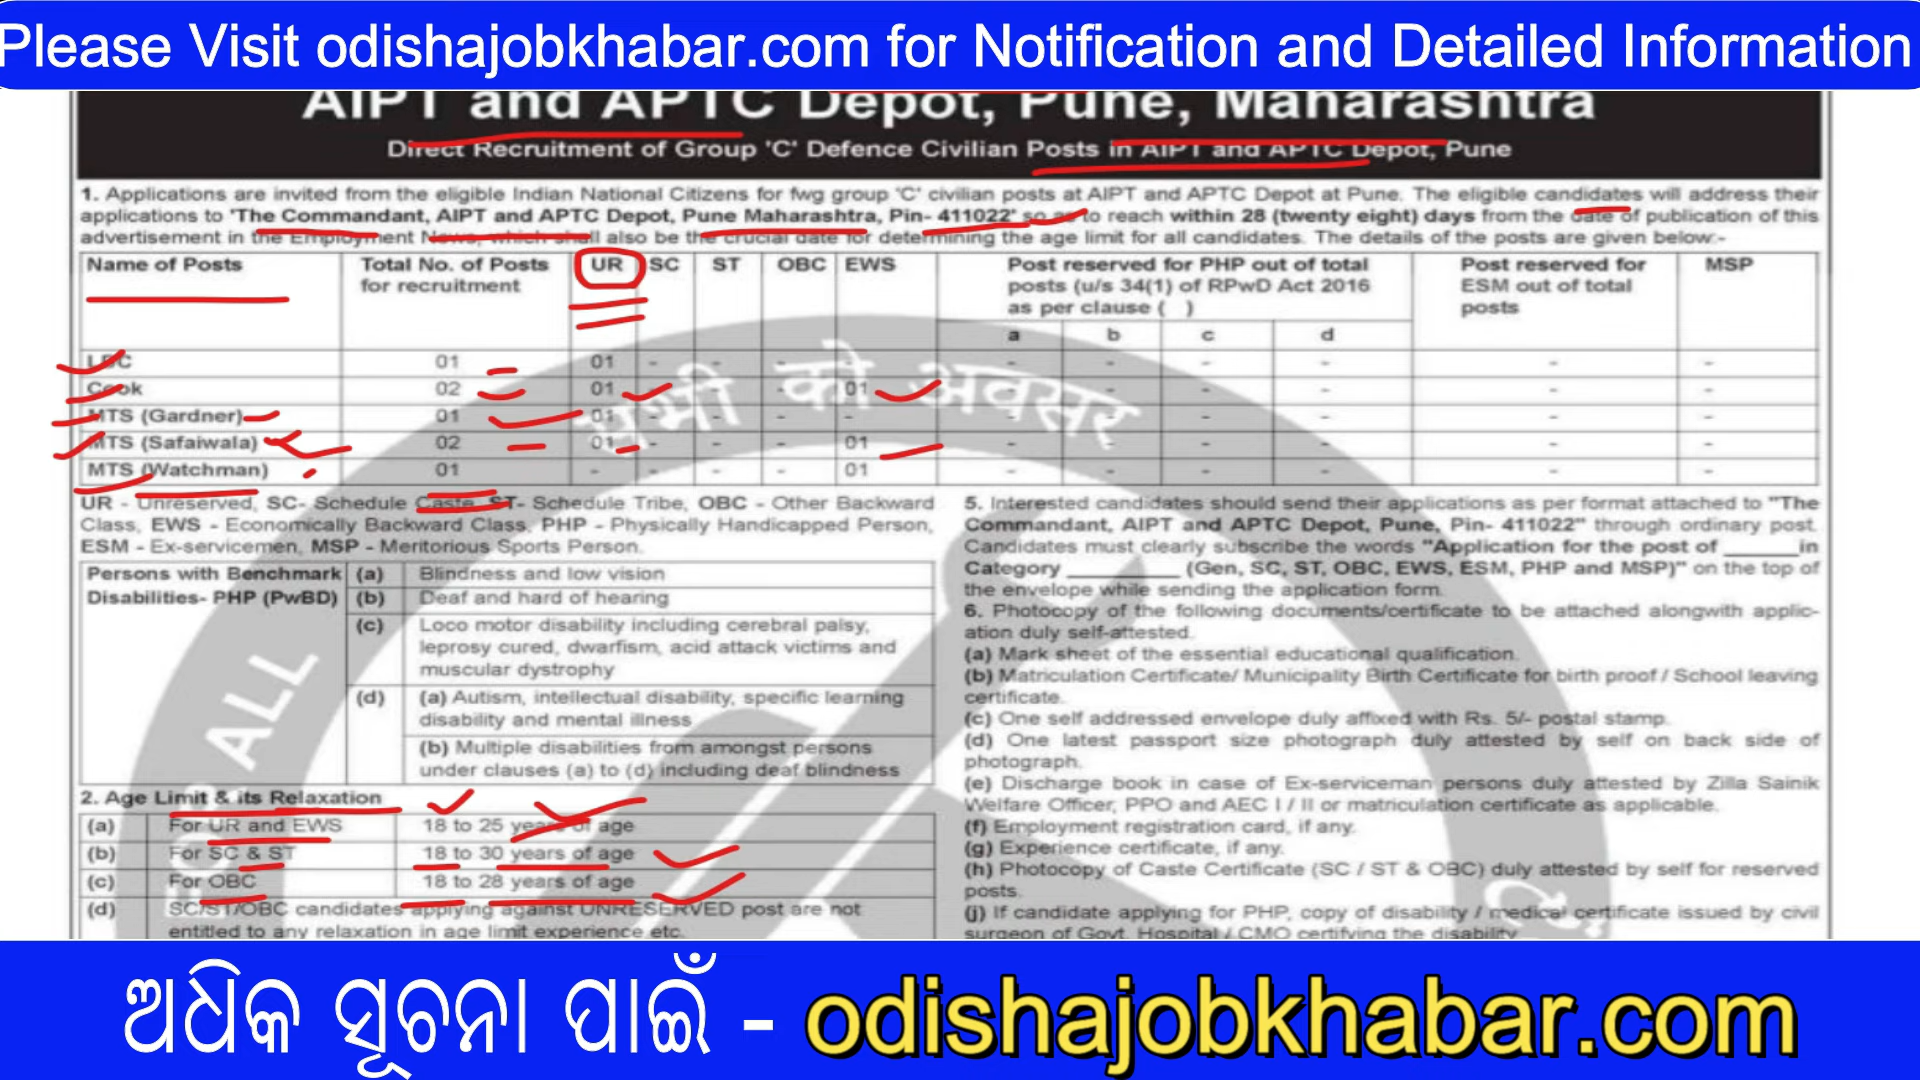 Please Visit odishajobkhabar.com for Notification and Detailed Information
AIPT and APTC Depot, Pune, Maharashtra
Direct Recruitment of Group 'C' Defence Civilian Posts in AIPT and APTC Depot, Pune
1. Applications are invited from the eligible Indian National Citizens for fwg group 'C' civilian posts at AIPT and APTC Depot at Pune. The eligible candidates will address their
applications to 'The Commandant, AIPT and APTC Depot, Pune Maharashtra, Pin- 411022' so as to reach within 28 (twenty eight) days from the date of publication of this
advertisement in the Employment News, which shall also be the crucial date for determining the age limit for all candidates. The details of the posts are given below:-
Name of Posts Total No. of Posts UR SC ST OBC EWS Post reserved for PHP out of total Post reserved for MSP
for recruitment posts (u/s 34(1) of RPwD Act 2016 ESM out of total
as per clause ( ) posts
a b c d
LDC 01 01 - - - - - - - - - -
Cook 02 01 - - - 01 - - - - - -
MTS (Gardner) 01 01 - - - - - - - - - -
MTS (Safaiwala) 02 01 - - - 01 - - - - - -
MTS (Watchman) 01 - - - - 01 - - - - - -
सभी को अवसर
FOR ALL
UR - Unreserved, SC- Schedule Caste, ST- Schedule Tribe, OBC - Other Backward
Class, EWS - Economically Backward Class, PHP - Physically Handicapped Person,
ESM - Ex-servicemen, MSP - Meritorious Sports Person.
Persons with Benchmark (a) Blindness and low vision
Disabilities- PHP (PwBD) (b) Deaf and hard of hearing
(c) Loco motor disability including cerebral palsy,
leprosy cured, dwarfism, acid attack victims and
muscular dystrophy
(d) (a) Autism, intellectual disability, specific learning
disability and mental illness
(b) Multiple disabilities from amongst persons
under clauses (a) to (d) including deaf blindness
2. Age Limit & its Relaxation
(a) For UR and EWS 18 to 25 years of age
(b) For SC & ST 18 to 30 years of age
(c) For OBC 18 to 28 years of age
(d) SC/ST/OBC candidates applying against UNRESERVED post are not
entitled to any relaxation in age limit experience etc.
5. Interested candidates should send their applications as per format attached to "The
Commandant, AIPT and APTC Depot, Pune, Pin- 411022" through ordinary post.
Candidates must clearly subscribe the words "Application for the post of ______in
Category _________ (Gen, SC, ST, OBC, EWS, ESM, PHP and MSP)" on the top of
the envelope while sending the application form.
6. Photocopy of the following documents/certificate to be attached alongwith applic-
ation duly self-attested.
(a) Mark sheet of the essential educational qualification.
(b) Matriculation Certificate/ Municipality Birth Certificate for birth proof / School leaving
certificate.
(c) One self addressed envelope duly affixed with Rs. 5/- postal stamp.
(d) One latest passport size photograph duly attested by self on back side of
photograph.
(e) Discharge book in case of Ex-serviceman persons duly attested by Zilla Sainik
Welfare Officer, PPO and AEC I / II or matriculation certificate as applicable.
(f) Employment registration card, if any.
(g) Experience certificate, if any.
(h) Photocopy of Caste Certificate (SC / ST & OBC) duly attested by self for reserved
posts.
(j) If candidate applying for PHP, copy of disability / medical certificate issued by civil
surgeon of Govt. Hospital / CMO certifying the disability
ଅଧିକ ସୂଚନା ପାଇଁ - odishajobkhabar.com